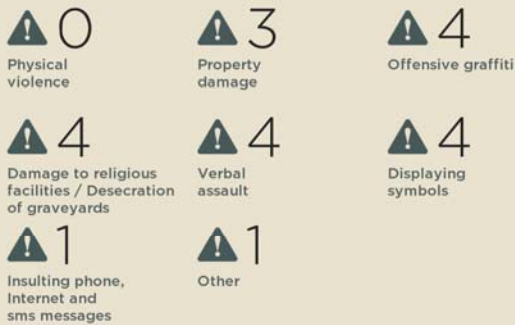 0
Physical
violence
3
Property
damage
4
Offensive graffiti
4
Damage to religious
facilities / Desecration
of graveyards
4
Verbal
assault
4
Displaying
symbols
1
Insulting phone,
Internet and
sms messages
1
Other